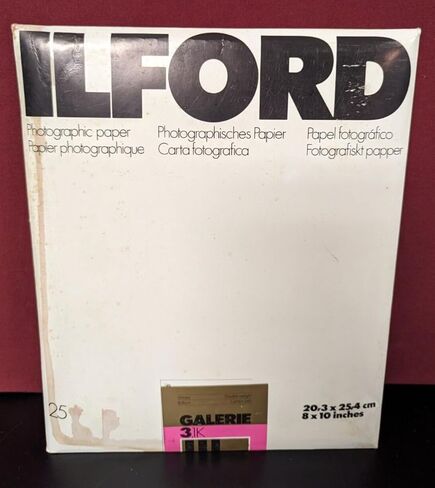 ILFORD
Photographic paper
Papier photographique
Photographisches Papier
Carta fotografica
Papel fotográfico
Fotografiskt papper
25
GALERIE
3.1K
20,3 x 25,4 cm
8 x 10 inches